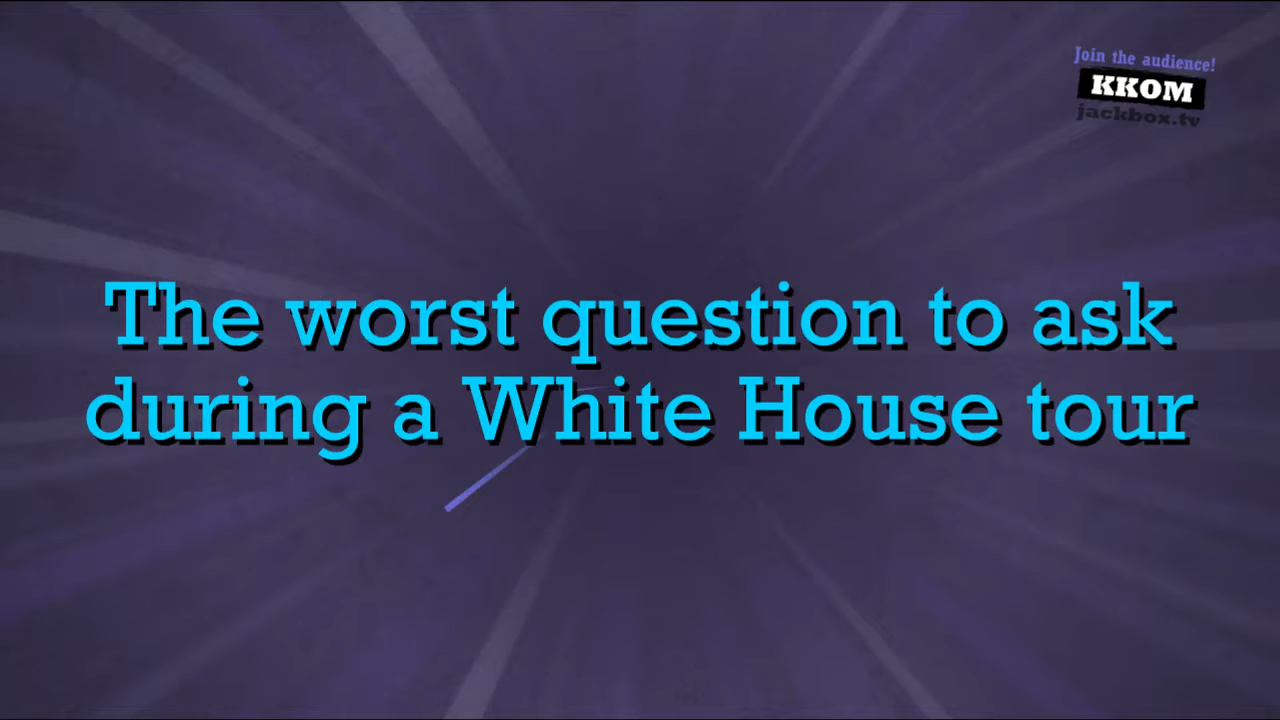 Join the audience!
KKOM
jackbox.tv
The worst question to ask
during a White House tour